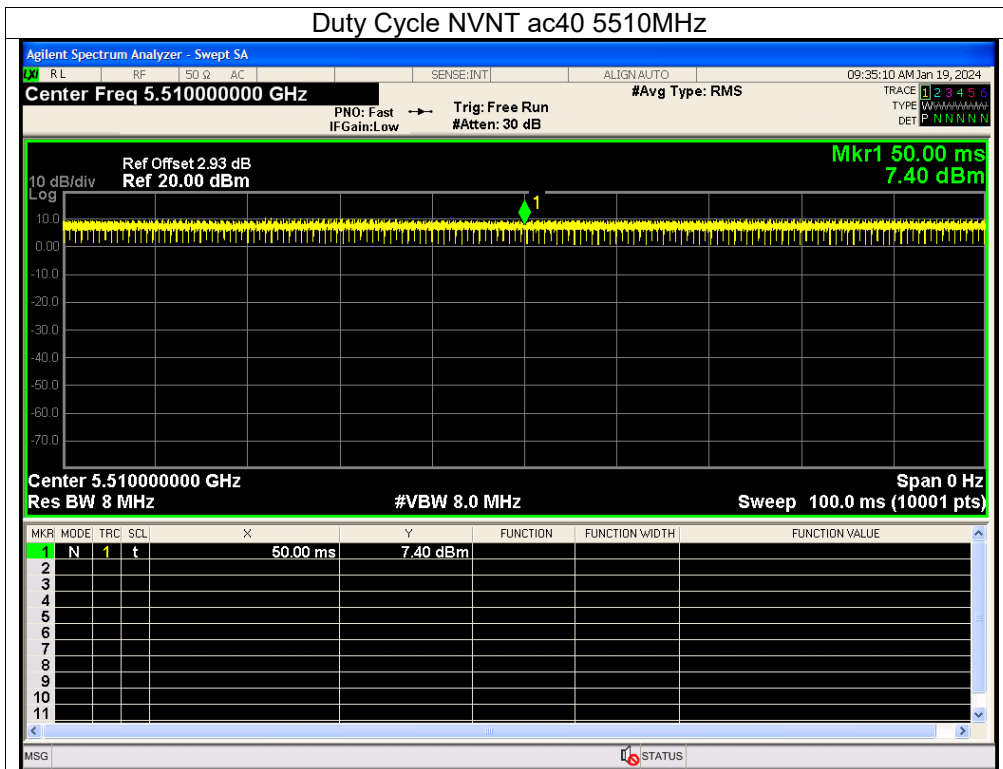 Duty Cycle NVNT ac40 5510MHz
Agilent Spectrum Analyzer - Swept SA
LXI RL RF 50 Ω AC SENSE:INT ALIGN AUTO 09:35:10 AM Jan 19, 2024
Center Freq 5.510000000 GHz #Avg Type: RMS TRACE 1 2 3 4 5 6
PNO: Fast Trig: Free Run TYPE WWWWWW
IFGain:Low #Atten: 30 dB DET P N N N N N
Mkr1 50.00 ms
Ref Offset 2.93 dB
10 dB/div Ref 20.00 dBm 7.40 dBm
Log
1
10.0
0.00
-10.0
-20.0
-30.0
-40.0
-50.0
-60.0
-70.0
Center 5.510000000 GHz Span 0 Hz
Res BW 8 MHz #VBW 8.0 MHz Sweep 100.0 ms (10001 pts)
MKR MODE TRC SCL X Y FUNCTION FUNCTION WIDTH FUNCTION VALUE
1 N 1 t 50.00 ms 7.40 dBm
2
3
4
5
6
7
8
9
10
11
MSG STATUS